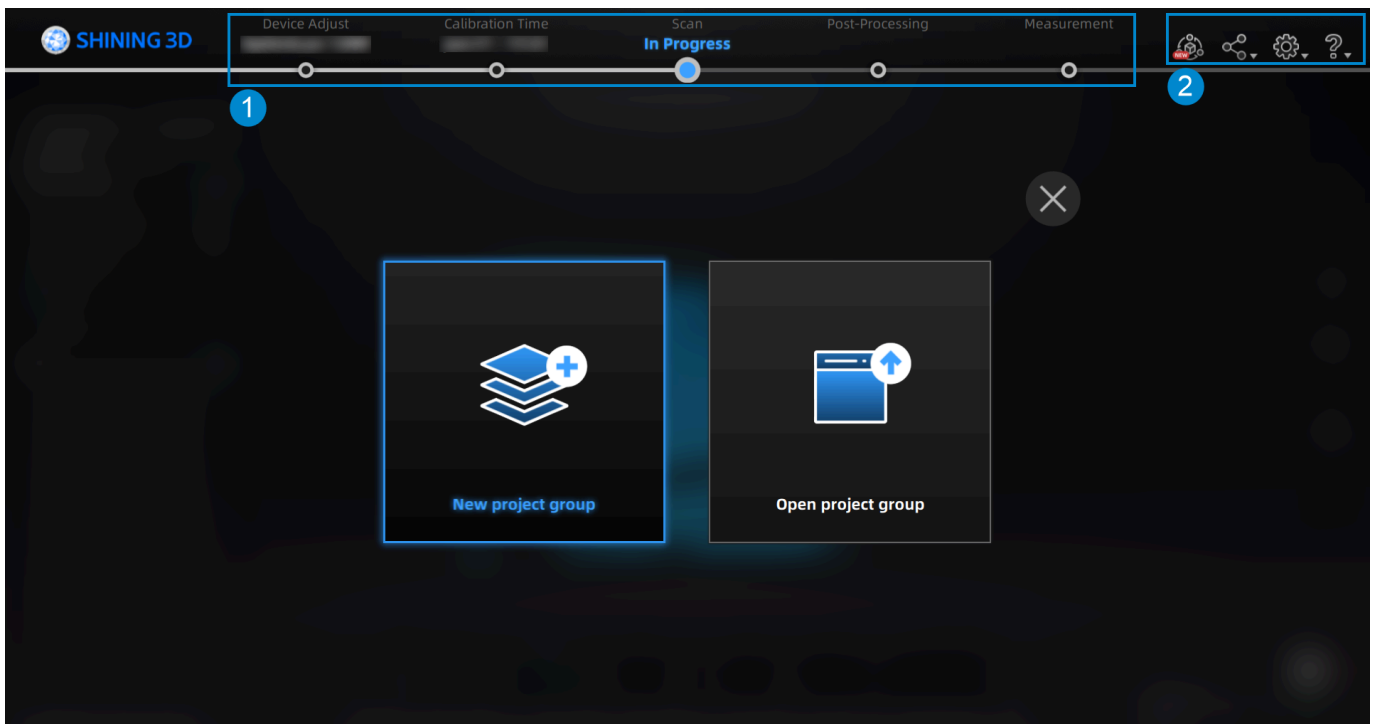 SHINING 3D
Device Adjust
Calibration Time
Scan
In Progress
Post-Processing
Measurement
NEW
1
2
New project group
Open project group